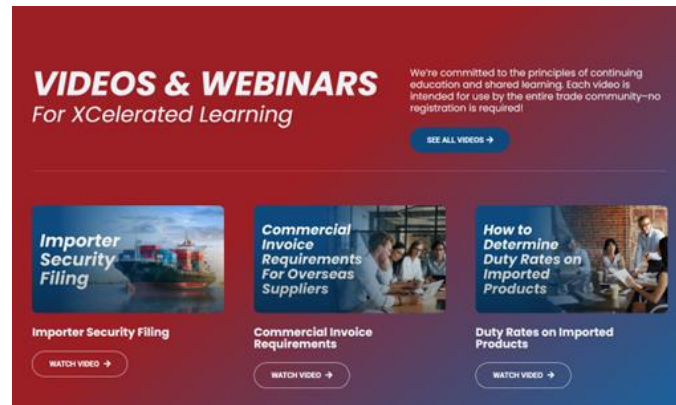 VIDEOS & WEBINARS
For XCelerated Learning
We're committed to the principles of continuing
education and shared learning. Each video is
intended for use by the entire trade community–no
registration is required!
SEE ALL VIDEOS →
Importer
Security
Filing
Importer Security Filing
WATCH VIDEO →
Commercial
Invoice
Requirements
For Overseas
Suppliers
Commercial Invoice
Requirements
WATCH VIDEO →
How to
Determine
Duty Rates on
Imported
Products
Duty Rates on Imported
Products
WATCH VIDEO →